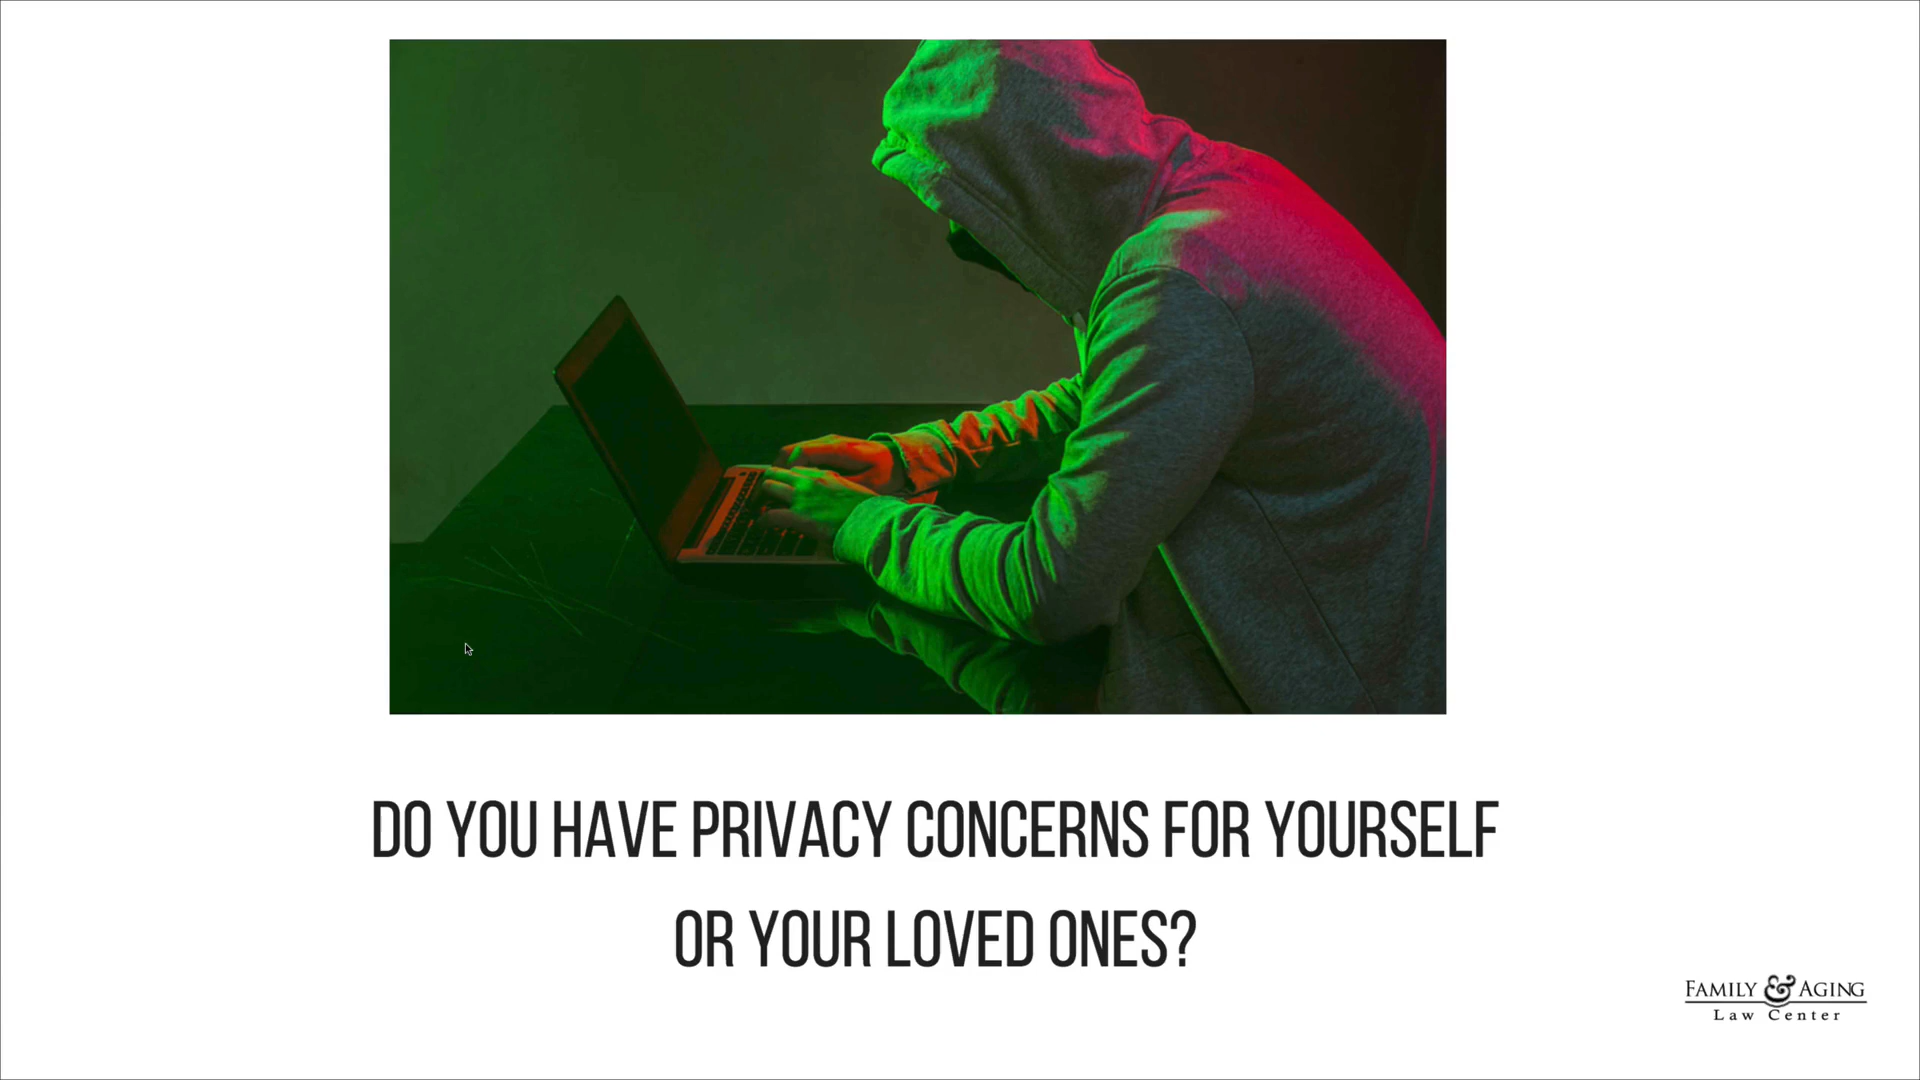 DO YOU HAVE PRIVACY CONCERNS FOR YOURSELF
OR YOUR LOVED ONES?
FAMILY & AGING
Law Center